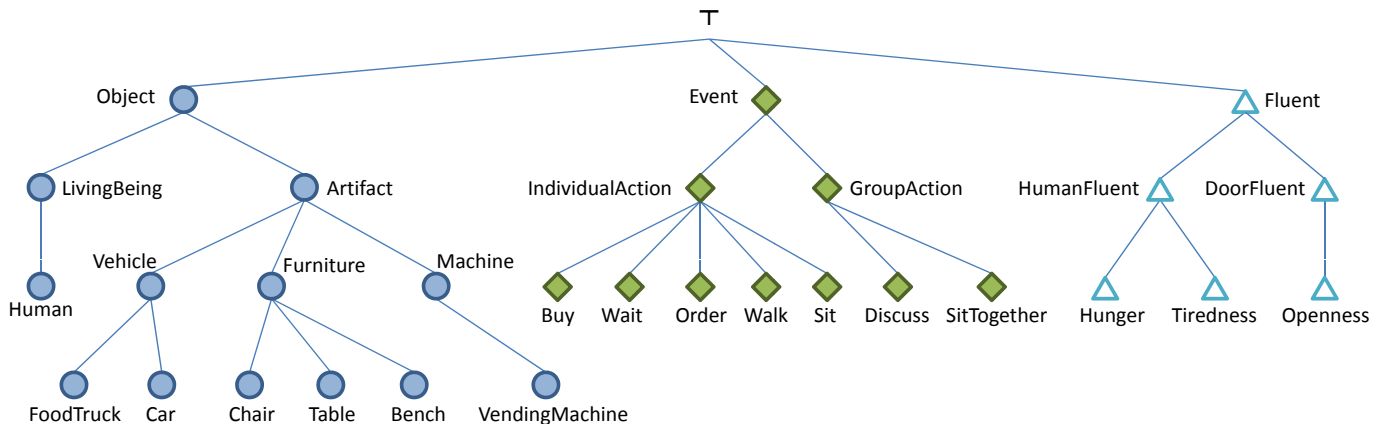 ⊤
Object
Event
Fluent
LivingBeing
Artifact
IndividualAction
GroupAction
HumanFluent
DoorFluent
Vehicle
Furniture
Machine
Human
Buy
Wait
Order
Walk
Sit
Discuss
SitTogether
Hunger
Tiredness
Openness
FoodTruck
Car
Chair
Table
Bench
VendingMachine